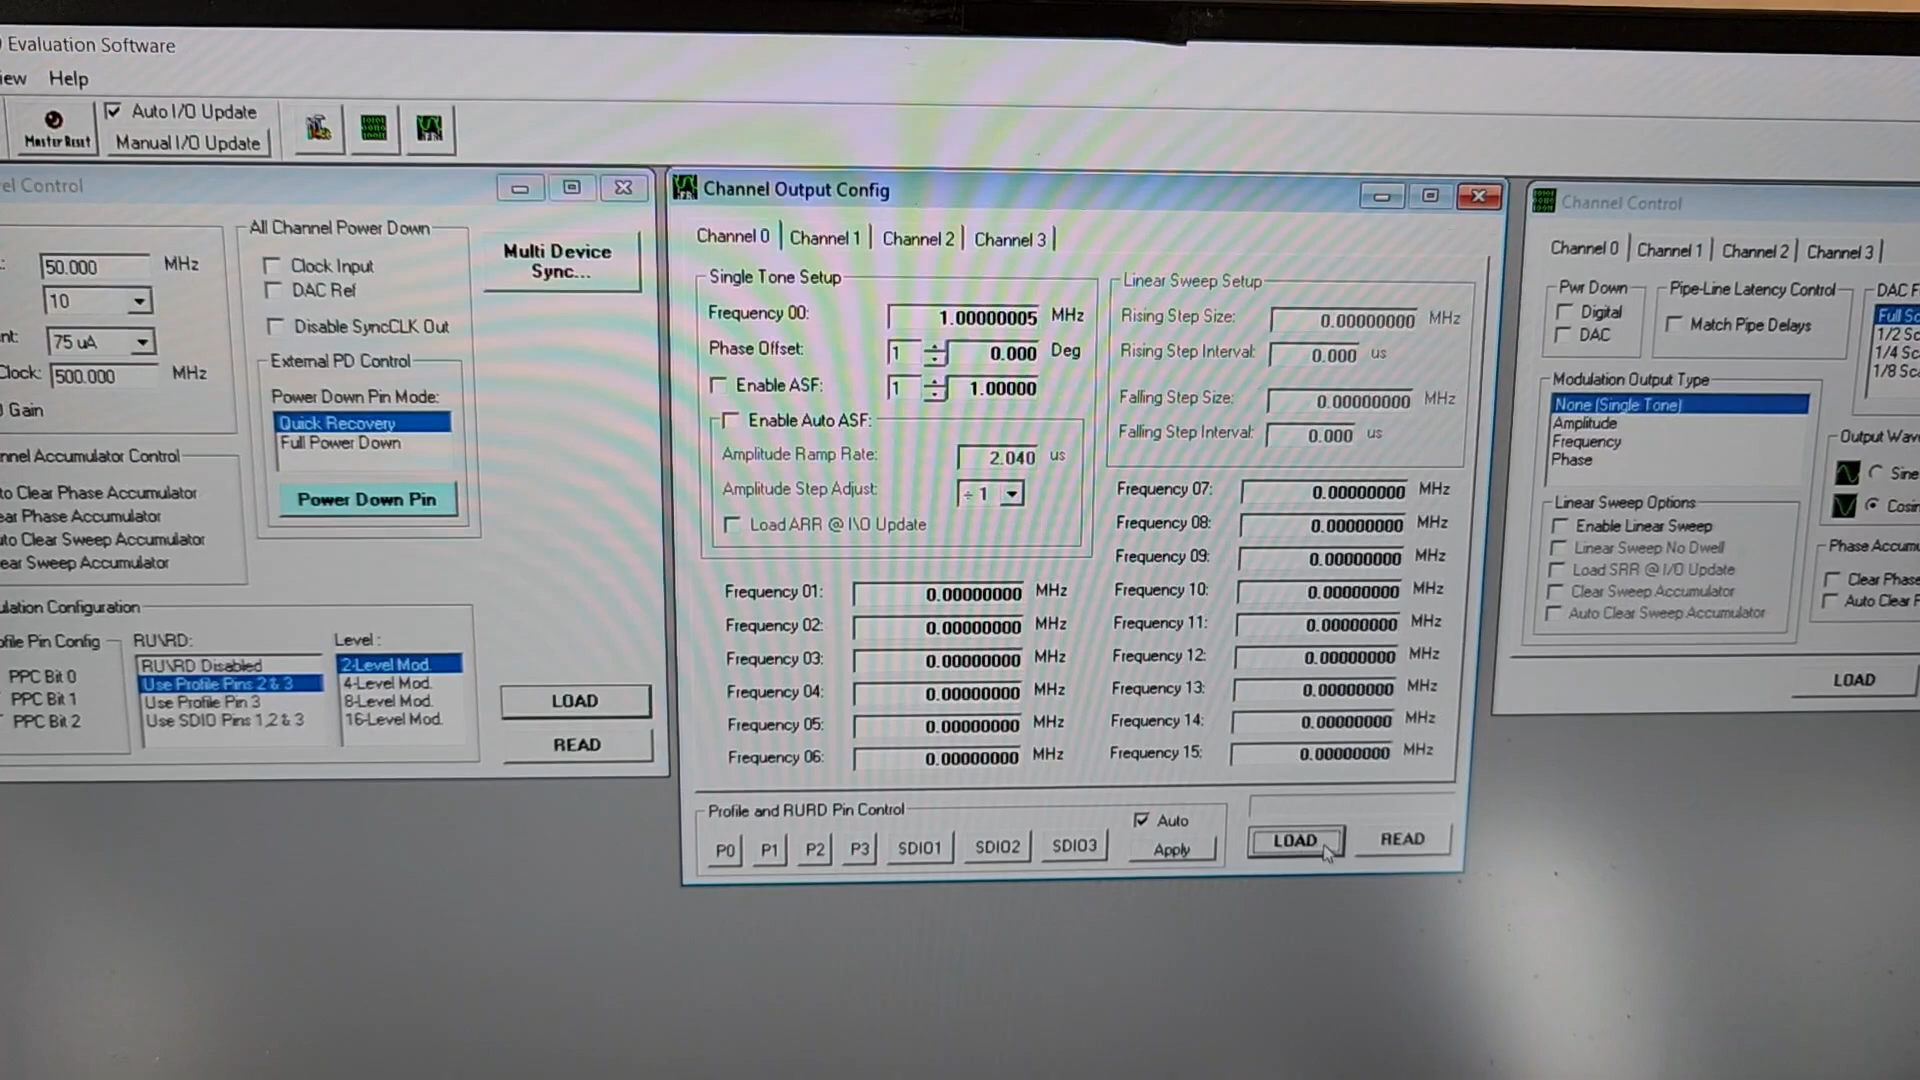 Evaluation Software
Help
Master Reset
Auto I/O Update
Manual I/O Update
Control
50.000 MHz
10
75 uA
Clock: 500.000 MHz
Gain
All Channel Power Down
Clock Input
DAC Ref
Disable SyncCLK Out
Multi Device
Sync...
External PD Control
Power Down Pin Mode:
Quick Recovery
Full Power Down
Power Down Pin
Accumulator Control
Clear Phase Accumulator
Phase Accumulator
Clear Sweep Accumulator
Sweep Accumulator
Configuration
Pin Config
PPC Bit 0
PPC Bit 1
PPC Bit 2
RU\RD:
RU\RD Disabled
Use Profile Pins 2 & 3
Use Profile Pin 3
Use SDIO Pins 1,2 & 3
Level :
2-Level Mod.
4-Level Mod.
8-Level Mod.
16-Level Mod.
LOAD
READ
Channel Output Config
Channel 0 Channel 1 Channel 2 Channel 3
Single Tone Setup
Frequency 00: 1.00000005 MHz
Phase Offset: 1 0.000 Deg
Enable ASF: 1 1.00000
Enable Auto ASF:
Amplitude Ramp Rate: 2.040 us
Amplitude Step Adjust: ÷ 1
Load ARR @ I\O Update
Linear Sweep Setup
Rising Step Size: 0.00000000 MHz
Rising Step Interval: 0.000 us
Falling Step Size: 0.00000000 MHz
Falling Step Interval: 0.000 us
Frequency 01: 0.00000000 MHz
Frequency 02: 0.00000000 MHz
Frequency 03: 0.00000000 MHz
Frequency 04: 0.00000000 MHz
Frequency 05: 0.00000000 MHz
Frequency 06: 0.00000000 MHz
Frequency 07: 0.00000000 MHz
Frequency 08: 0.00000000 MHz
Frequency 09: 0.00000000 MHz
Frequency 10: 0.00000000 MHz
Frequency 11: 0.00000000 MHz
Frequency 12: 0.00000000 MHz
Frequency 13: 0.00000000 MHz
Frequency 14: 0.00000000 MHz
Frequency 15: 0.00000000 MHz
Profile and RURD Pin Control
P0 P1 P2 P3 SDIO1 SDIO2 SDIO3
Auto
Apply
LOAD READ
Channel Control
Channel 0 Channel 1 Channel 2 Channel 3
Pwr Down
Digital
DAC
Pipe-Line Latency Control
Match Pipe Delays
DAC
Full
1/2
1/4
1/8
Modulation Output Type
None (Single Tone)
Amplitude
Frequency
Phase
Output
Sine
Linear Sweep Options
Enable Linear Sweep
Linear Sweep No Dwell
Load SRR @ I/O Update
Clear Sweep Accumulator
Auto Clear Sweep Accumulator
Phase
Clear Phase
Auto Clear
LOAD